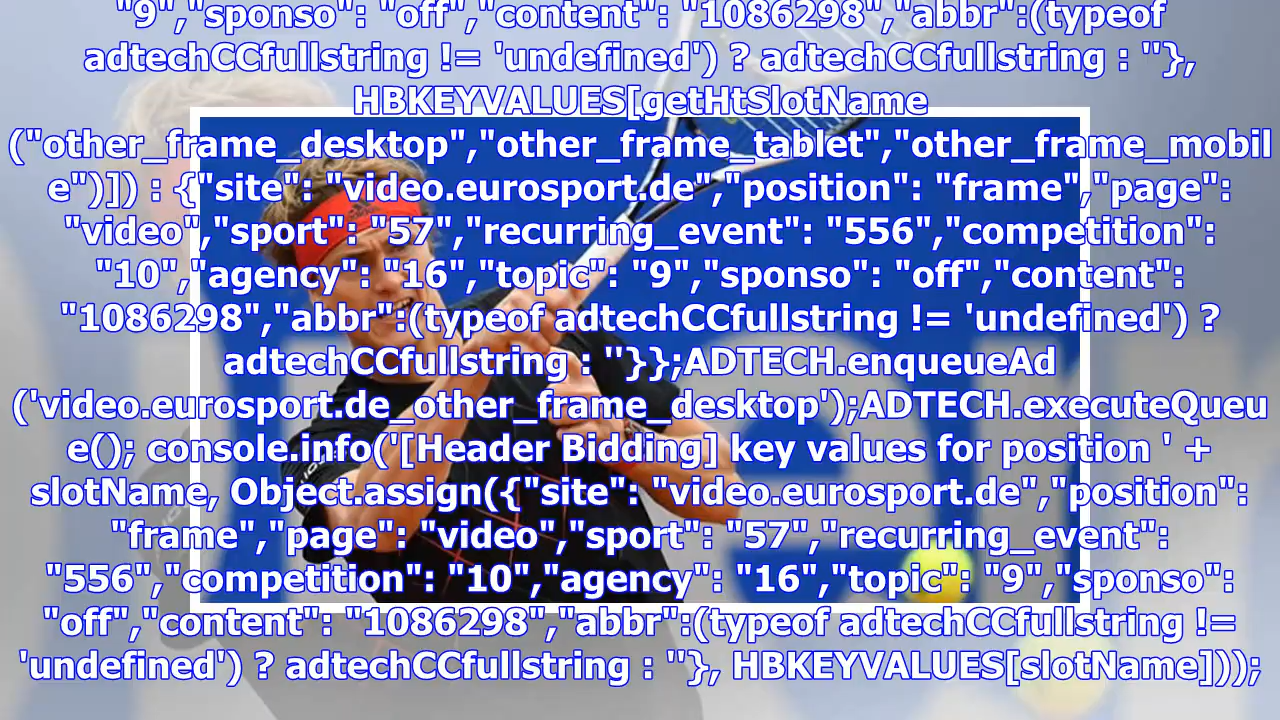 "9","sponso": "off","content": "1086298","abbr":(typeof
adtechCCfullstring != 'undefined') ? adtechCCfullstring : ''},
HBKEYVALUES[getHtSlotName
("other_frame_desktop","other_frame_tablet","other_frame_mobil
e")]) : {"site": "video.eurosport.de","position": "frame","page":
"video","sport": "57","recurring_event": "556","competition":
"10","agency": "16","topic": "9","sponso": "off","content":
"1086298","abbr":(typeof adtechCCfullstring != 'undefined') ?
adtechCCfullstring : ''}};ADTECH.enqueueAd
('video.eurosport.de_other_frame_desktop');ADTECH.executeQueu
e(); console.info('[Header Bidding] key values for position ' +
slotName, Object.assign({"site": "video.eurosport.de","position":
"frame","page": "video","sport": "57","recurring_event":
"556","competition": "10","agency": "16","topic": "9","sponso":
"off","content": "1086298","abbr":(typeof adtechCCfullstring !=
'undefined') ? adtechCCfullstring : ''}, HBKEYVALUES[slotName]));